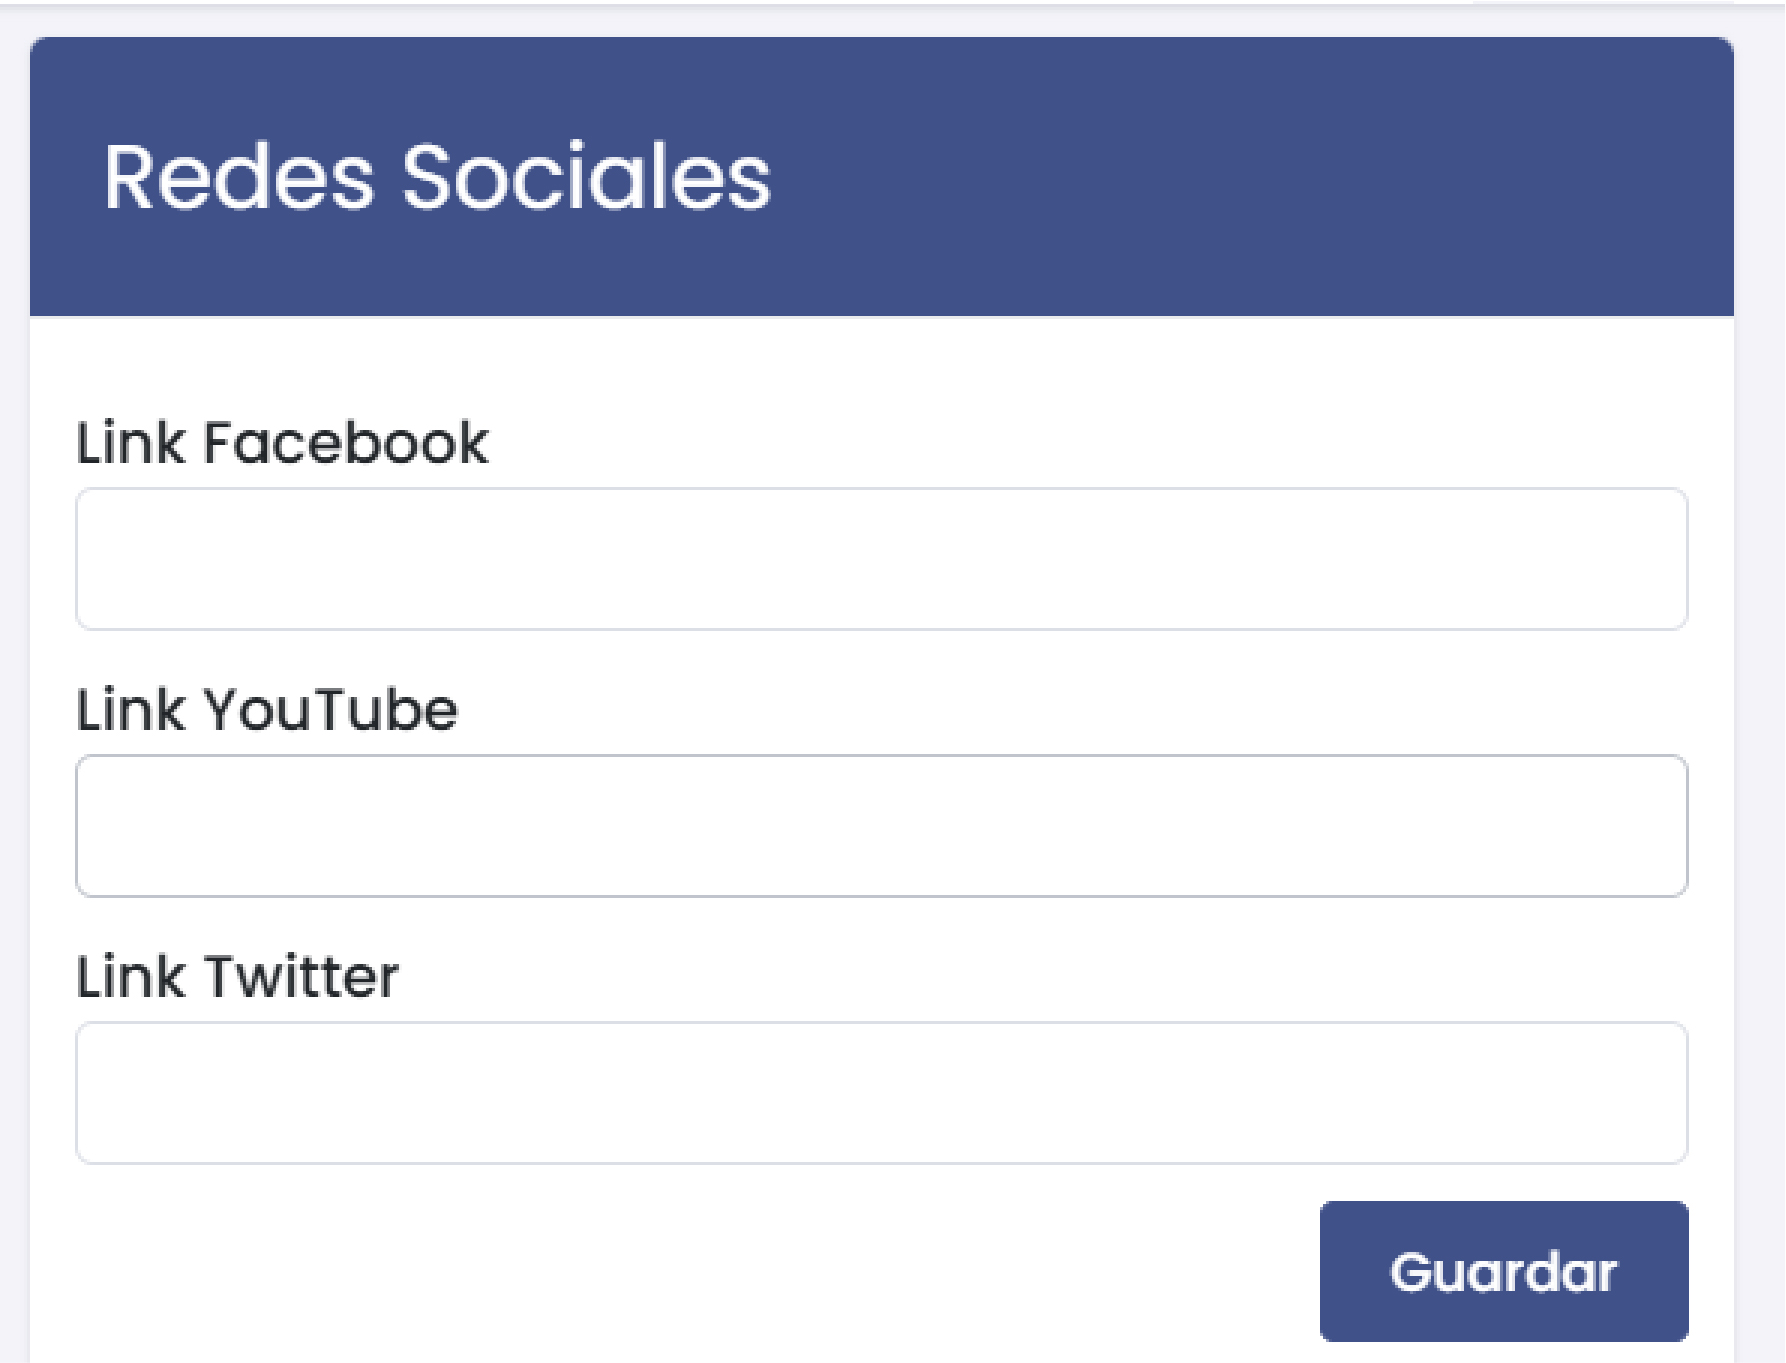 Redes Sociales
Link Facebook
Link YouTube
Link Twitter
Guardar